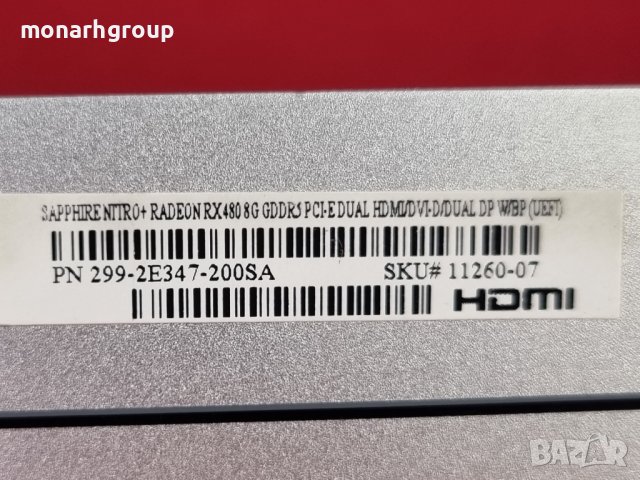 monarhgroup
SAPPHIRE NITRO+ RADEON RX480 8G GDDR5 PCI-E DUAL HDMI/DVI-D/DUAL DP W/BP (UEFI)
PN 299-2E347-200SA SKU# 11260-07
HDMI
BAZAR